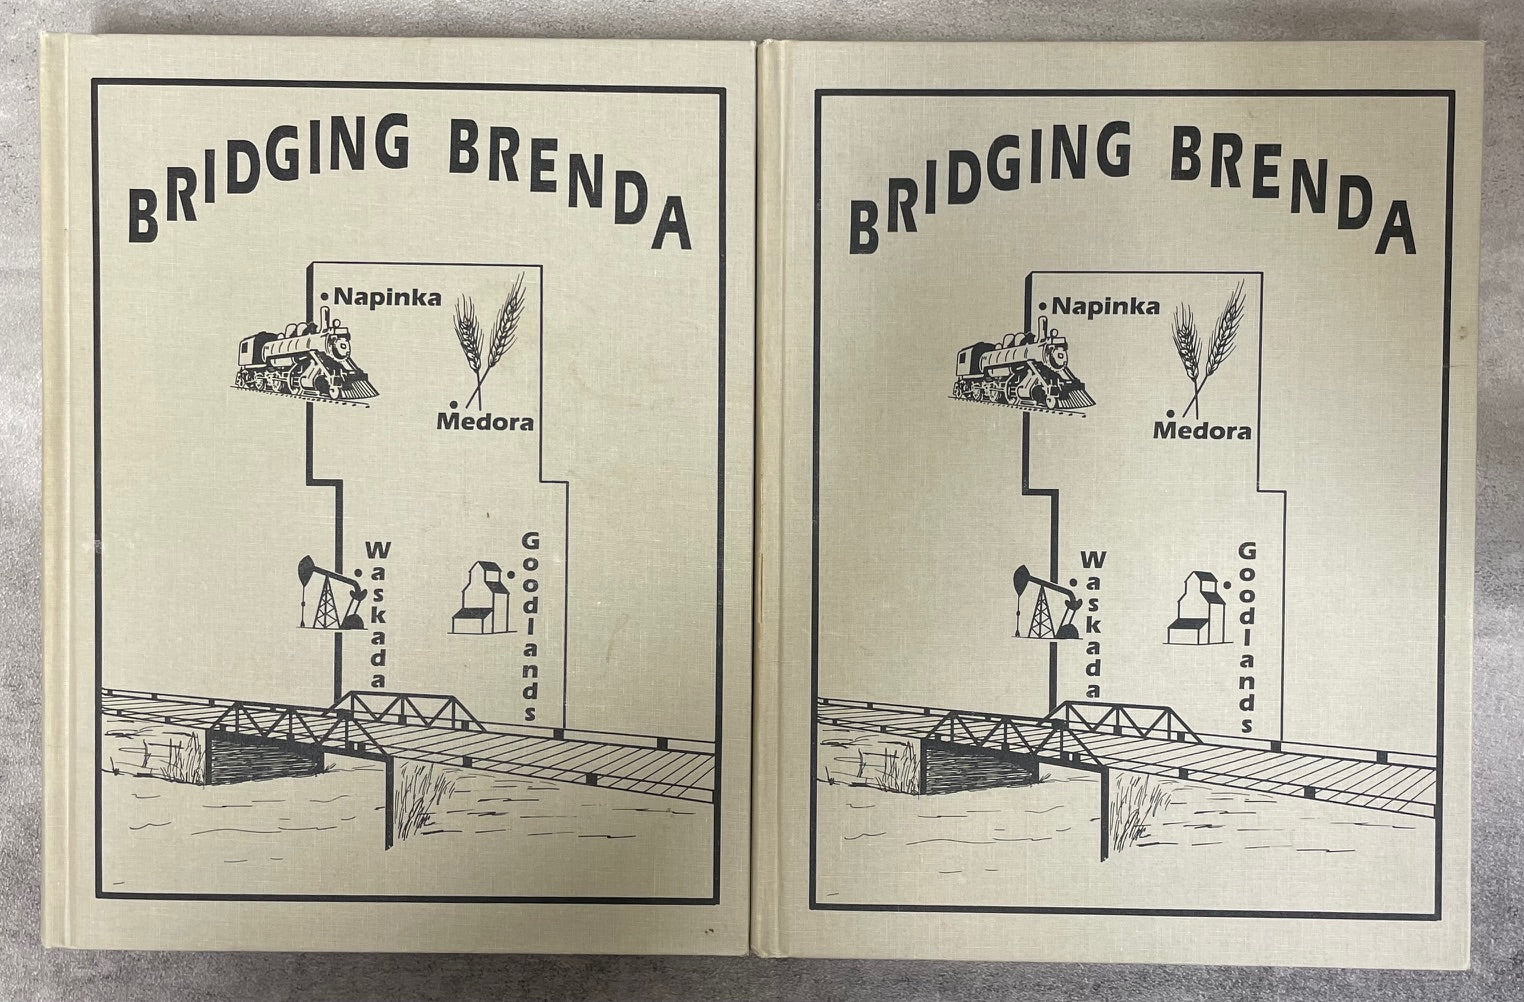 BRIDGING BRENDA
Napinka
Medora
Waskada
Goodlands
BRIDGING BRENDA
Napinka
Medora
Waskada
Goodlands